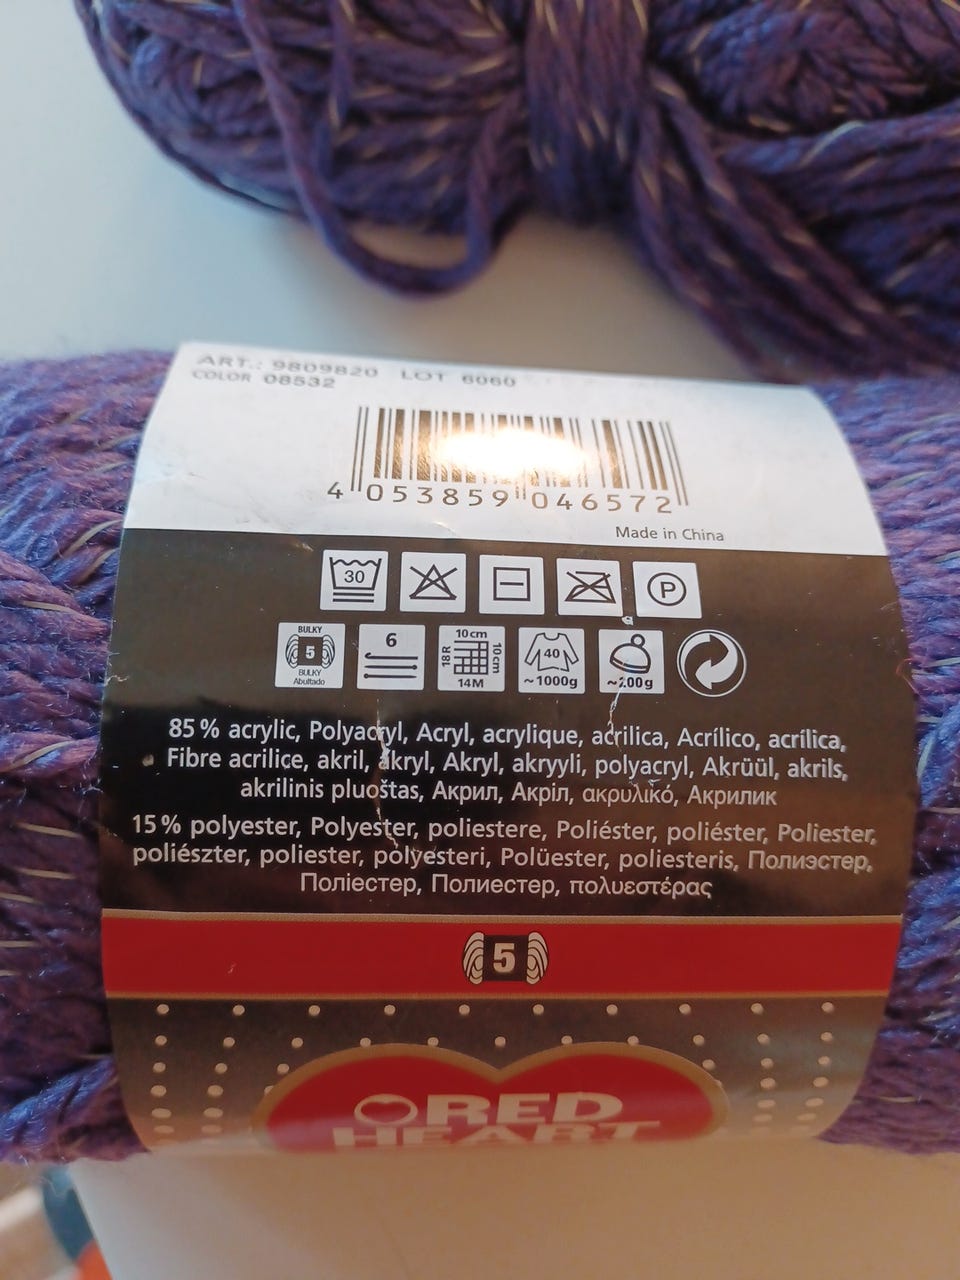 ART.: 9809820 LOT 6060
COLOR 08532
4 053859 046572
Made in China
30
P
BULKY
5
BULKY
Abultado
6
10cm
18R
10cm
14M
40
~1000g
~200g
85% acrylic, Polyacryl, Acryl, acrylique, acrilica, Acrílico, acrílica,
Fibre acrilice, akril, akryl, Akryl, akryyli, polyacryl, Akrüül, akrils,
akrilinis pluoštas, Акрил, Акріл, ακρυλικό, Акрилик
15% polyester, Polyester, poliestere, Poliéster, poliéster, Poliester,
poliészter, poliester, polyesteri, Polüester, poliesteris, Полиэстер,
Поліестер, Полиестер, πολυεστέρας
5
RED
HEART